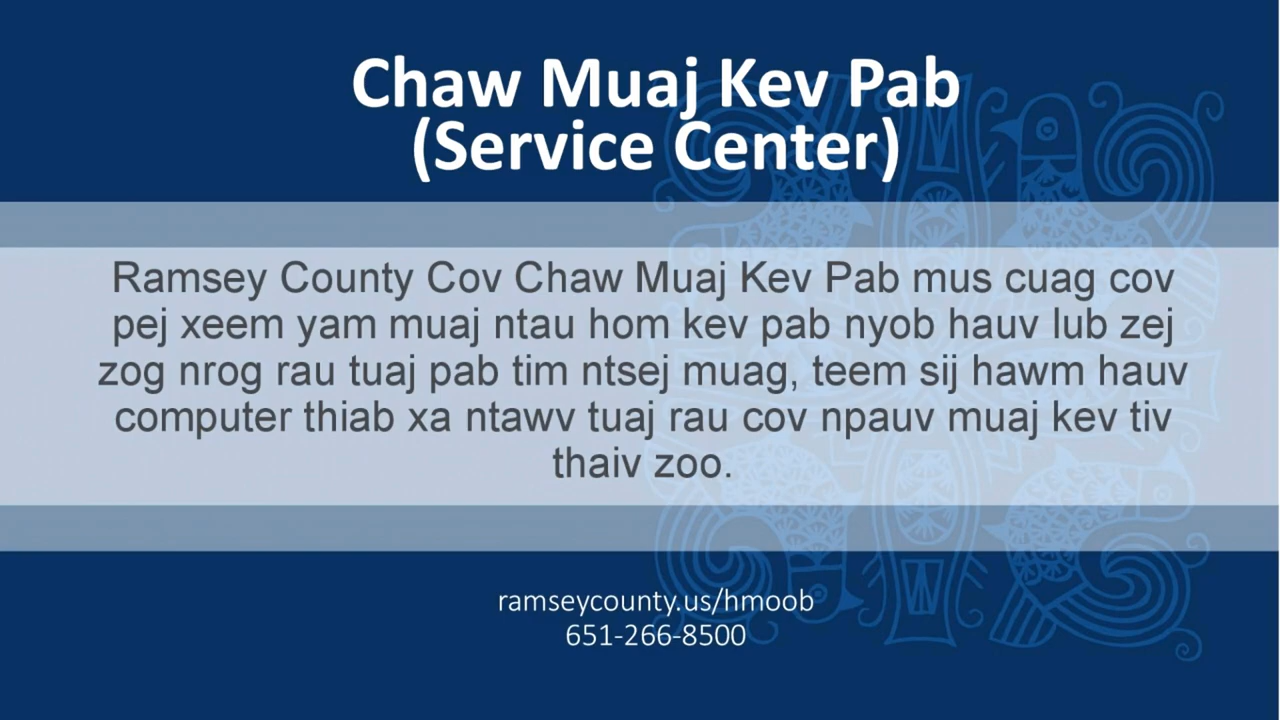 Chaw Muaj Kev Pab
(Service Center)
Ramsey County Cov Chaw Muaj Kev Pab mus cuag cov
pej xeem yam muaj ntau hom kev pab nyob hauv lub zej
zog nrog rau tuaj pab tim ntsej muag, teem sij hawm hauv
computer thiab xa ntawv tuaj rau cov npauv muaj kev tiv
thaiv zoo.
ramseycounty.us/hmoob
651-266-8500